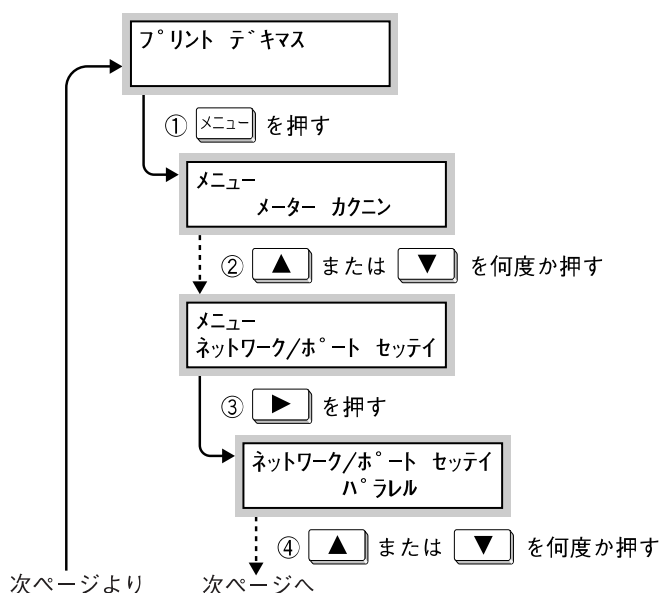 プリント デキマス
① メニュー を押す
メニュー
メーター カクニン
② ▲ または ▼ を何度か押す
メニュー
ネットワーク/ポート セッテイ
③ ▶ を押す
ネットワーク/ポート セッテイ
パラレル
④ ▲ または ▼ を何度か押す
次ページより 次ページへ